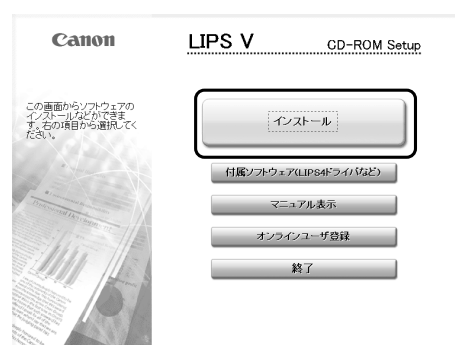 Canon
LIPS V
CD-ROM Setup
この画面からソフトウェアの
インストールなどができま
す。右の項目から選択してく
ださい。
インストール
付属ソフトウェア(LIPS4ドライバなど)
マニュアル表示
オンラインユーザ登録
終了